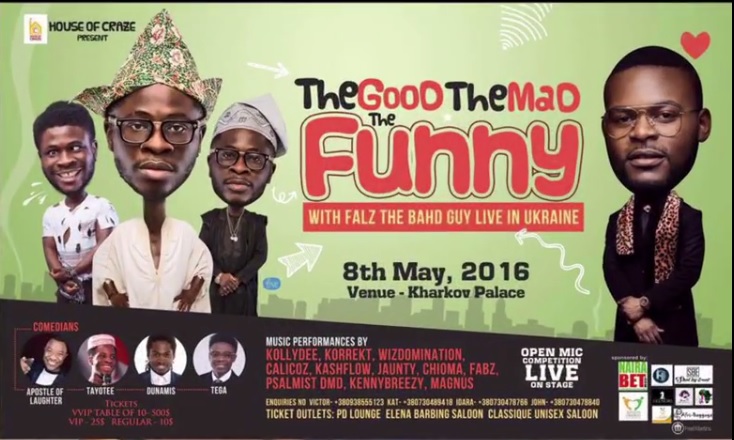 HOUSE OF CRAZE
PRESENT
The GOOD The MAD
The
Funny
WITH FALZ THE BAHD GUY LIVE IN UKRAINE
8th May, 2016
Venue - Kharkov Palace
COMEDIANS
APOSTLE OF LAUGHTER
TAYOTEE
DUNAMIS
TEGA
TICKETS
VVIP TABLE OF 10- 500$
VIP - 25$ REGULAR - 10$
MUSIC PERFORMANCES BY
KOLLYDEE, KORREKT, WIZDOMINATION,
CALICOZ, KASHFLOW, JAUNTY, CHIOMA, FABZ,
PSALMIST DMD, KENNYBREEZY, MAGNUS
ENQUIRIES NO VICTOR- +380938555123 KAT- +380730489418 IDARA- +380730478766 JOHN- +380730478840
TICKET OUTLETS: PD LOUNGE ELENA BARBING SALOON CLASSIQUE UNISEX SALOON
OPEN MIC
COMPETITION
LIVE
ON STAGE
sponsored by:
NAIRA
BET